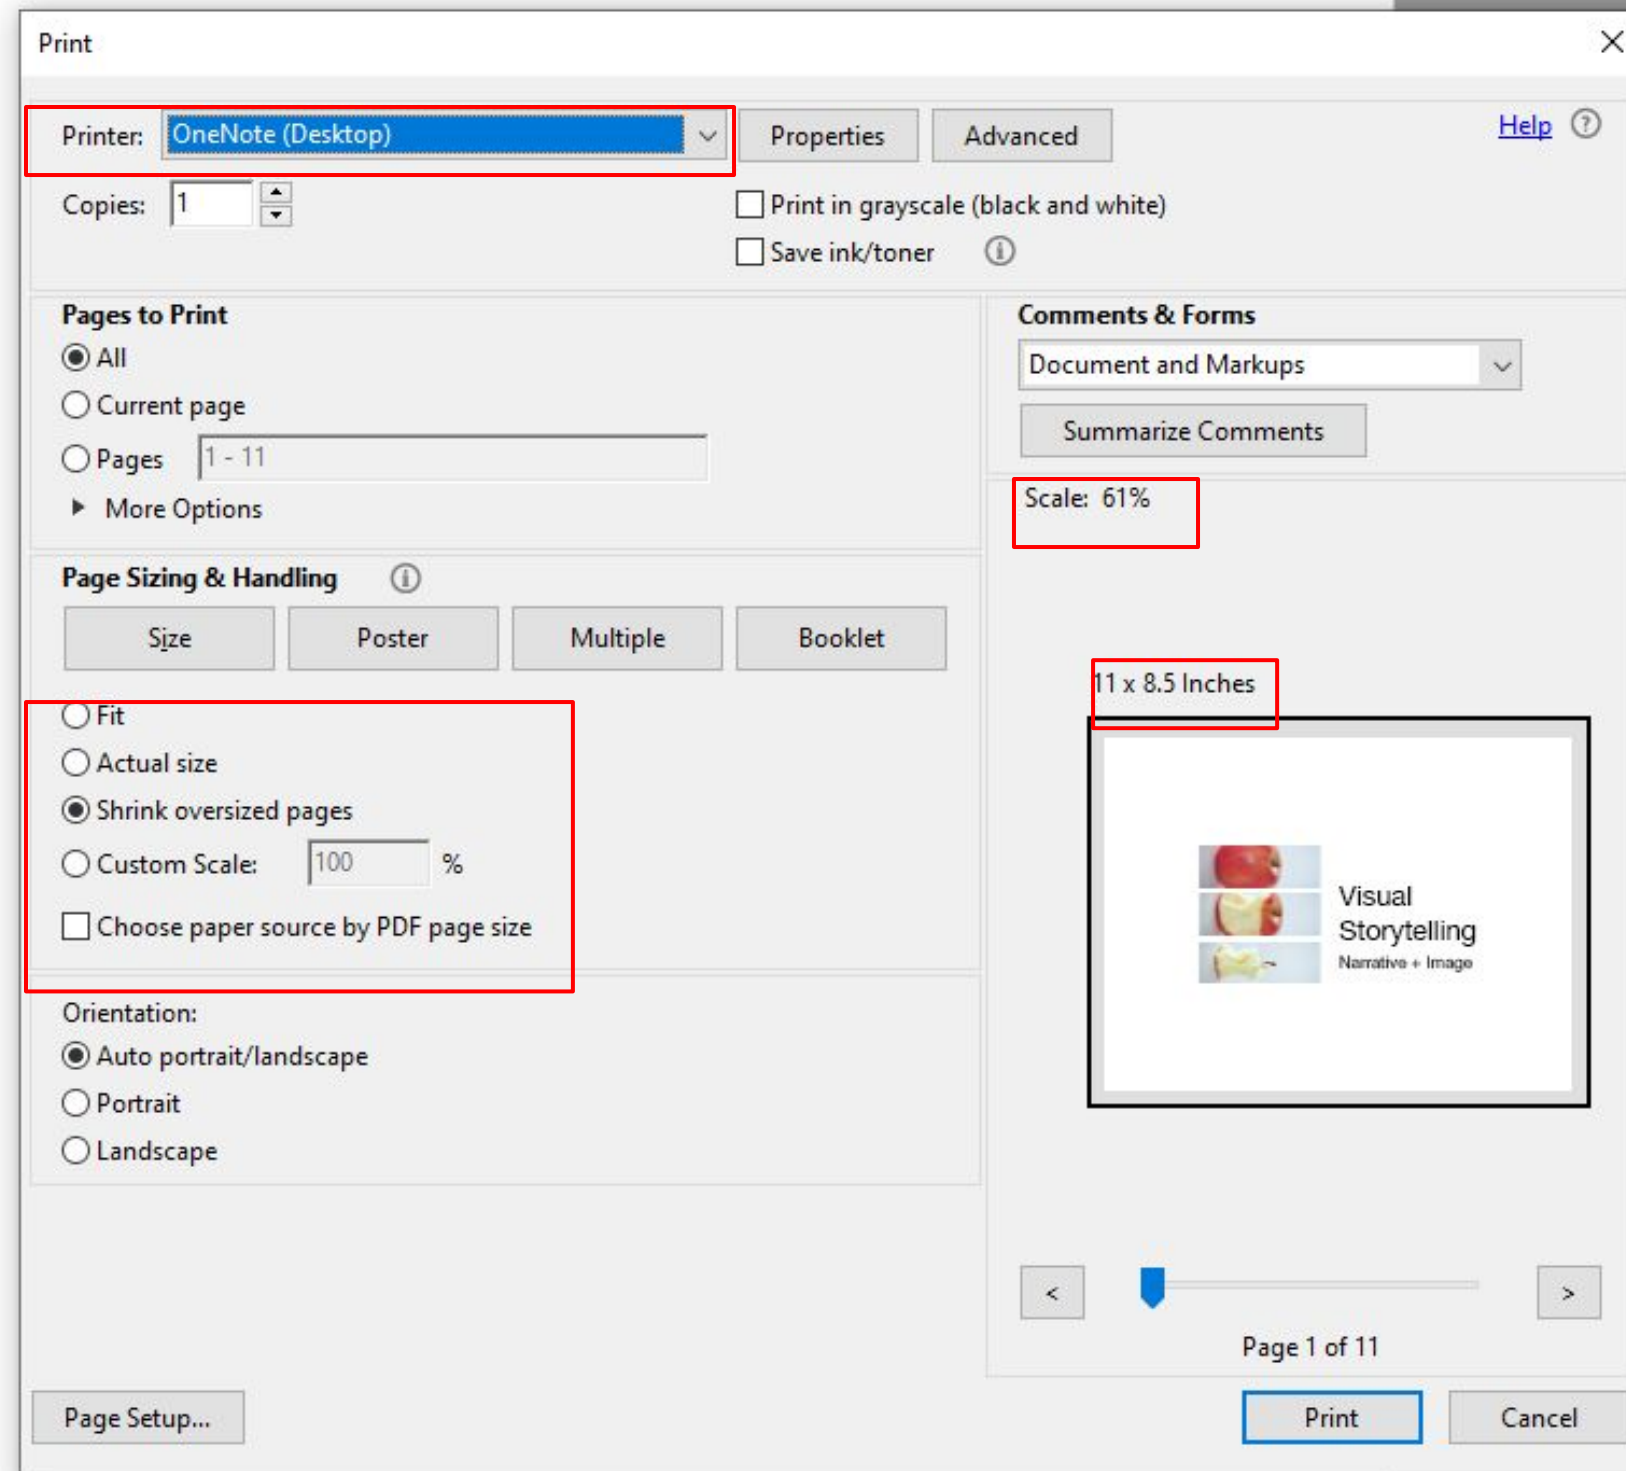 Print
Printer: OneNote (Desktop) Properties Advanced Help
Copies: 1
Print in grayscale (black and white)
Save ink/toner
Pages to Print
All
Current page
Pages 1 - 11
More Options
Comments & Forms
Document and Markups
Summarize Comments
Scale: 61%
Page Sizing & Handling
Size Poster Multiple Booklet
Fit
Actual size
Shrink oversized pages
Custom Scale: 100 %
Choose paper source by PDF page size
11 x 8.5 Inches
Visual
Storytelling
Narrative + Image
Orientation:
Auto portrait/landscape
Portrait
Landscape
< >
Page 1 of 11
Page Setup... Print Cancel